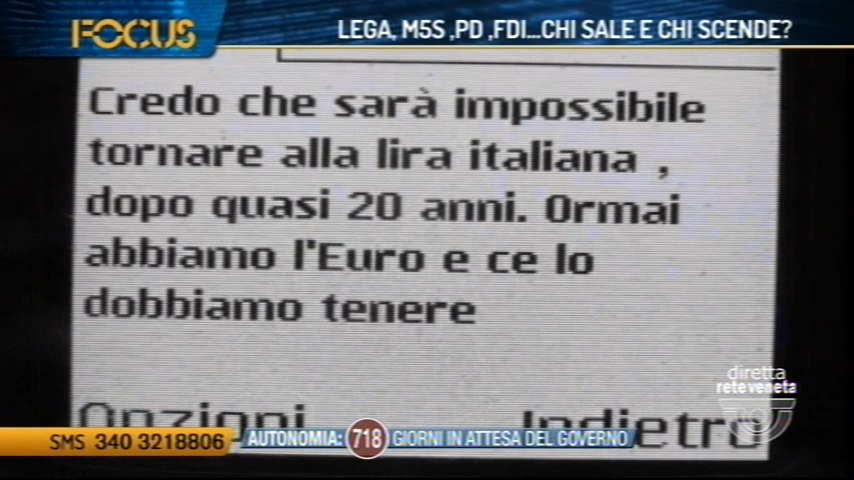 FOCUS
LEGA, M5S ,PD ,FDI...CHI SALE E CHI SCENDE?
Credo che sarà impossibile
tornare alla lira italiana ,
dopo quasi 20 anni. Ormai
abbiamo l'Euro e ce lo
dobbiamo tenere
diretta
reteveneta
Opzioni Indietro
SMS 340 3218806 AUTONOMIA: 718 GIORNI IN ATTESA DEL GOVERNO